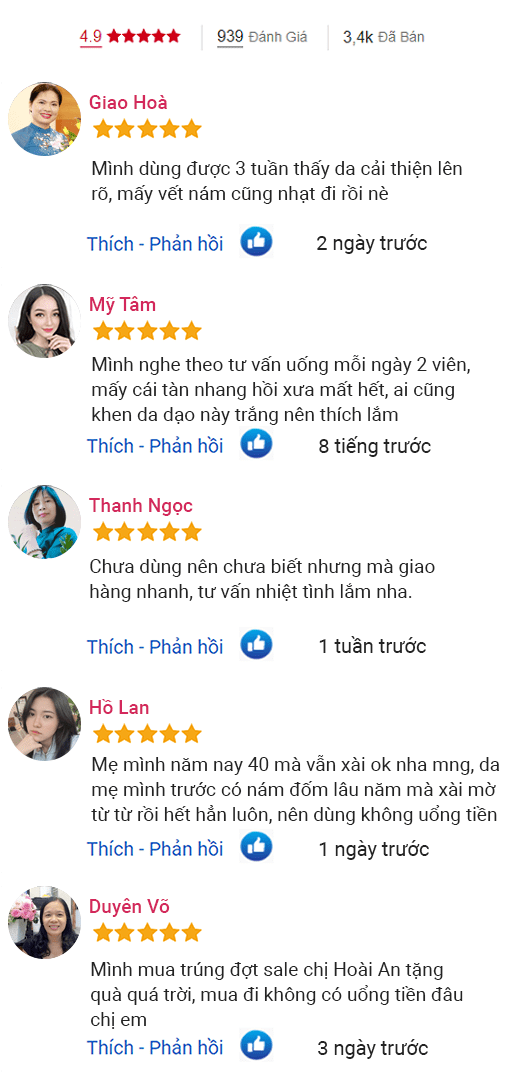 4.9 939 Đánh Giá 3,4k Đã Bán
Giao Hoà
Mình dùng được 3 tuần thấy da cải thiện lên
rõ, mấy vết nám cũng nhạt đi rồi nè
Thích - Phản hồi 2 ngày trước
Mỹ Tâm
Mình nghe theo tư vấn uống mỗi ngày 2 viên,
mấy cái tàn nhang hồi xưa mất hết, ai cũng
khen da dạo này trắng nên thích lắm
Thích - Phản hồi 8 tiếng trước
Thanh Ngọc
Chưa dùng nên chưa biết nhưng mà giao
hàng nhanh, tư vấn nhiệt tình lắm nha.
Thích - Phản hồi 1 tuần trước
Hồ Lan
Mẹ mình năm nay 40 mà vẫn xài ok nha mng, da
mẹ mình trước có nám đốm lâu năm mà xài mờ
từ từ rồi hết hẳn luôn, nên dùng không uổng tiền
Thích - Phản hồi 1 ngày trước
Duyên Võ
Mình mua trúng đợt sale chị Hoài An tặng
quà quá trời, mua đi không có uổng tiền đâu
chị em
Thích - Phản hồi 3 ngày trước